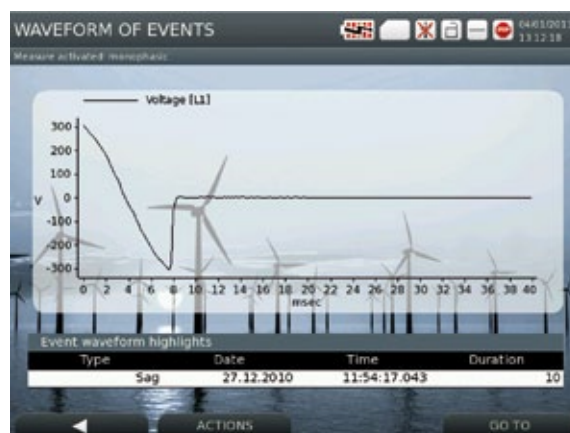 WAVEFORM OF EVENTS
04/01/2011
13:12:18
Measure activated: monophasic
Voltage [L1]
300
200
100
V
0
-100
-200
-300
0 2 4 6 8 10 12 14 16 18 20 22 24 26 28 30 32 34 36 38 40
msec
Event waveform highlights
Type Date Time Duration
Sag 27.12.2010 11:54:17.043 10
ACTIONS GO TO